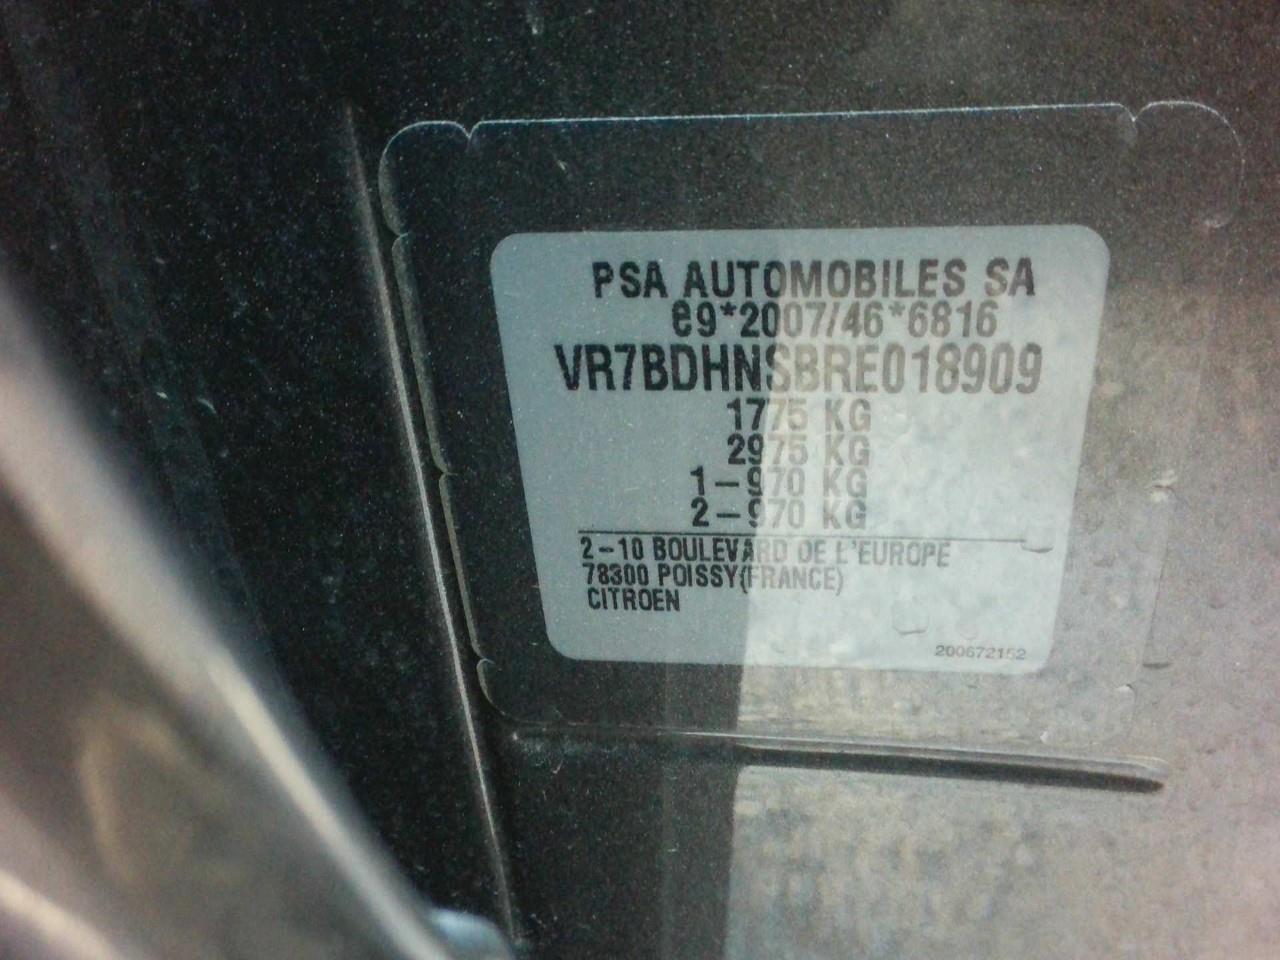 PSA AUTOMOBILES SA
e9*2007/46*6816
VR7BDHNSBRE018909
1775 KG
2975 KG
1-970 KG
2-970 KG
2-10 BOULEVARD DE L'EUROPE
78300 POISSY(FRANCE)
CITROEN
200672152